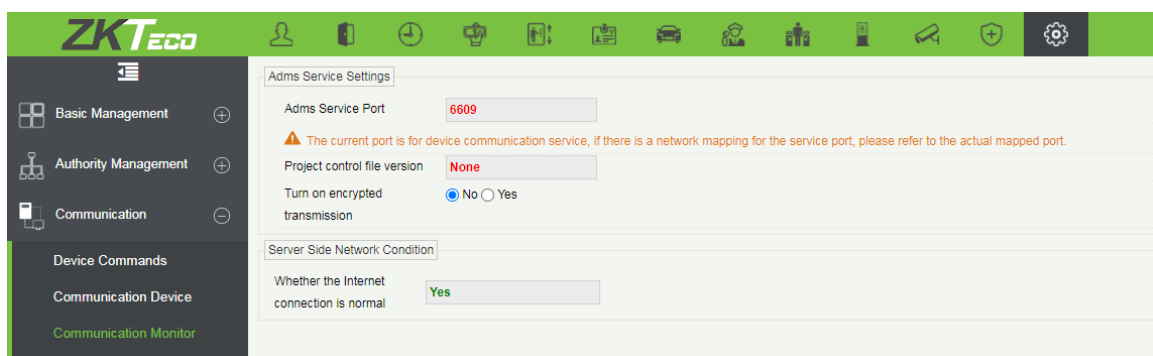 ZKTECO
Basic Management
Authority Management
Communication
Device Commands
Communication Device
Communication Monitor
Adms Service Settings
Adms Service Port 6609
The current port is for device communication service, if there is a network mapping for the service port, please refer to the actual mapped port.
Project control file version None
Turn on encrypted
transmission
No Yes
Server Side Network Condition
Whether the Internet
connection is normal
Yes